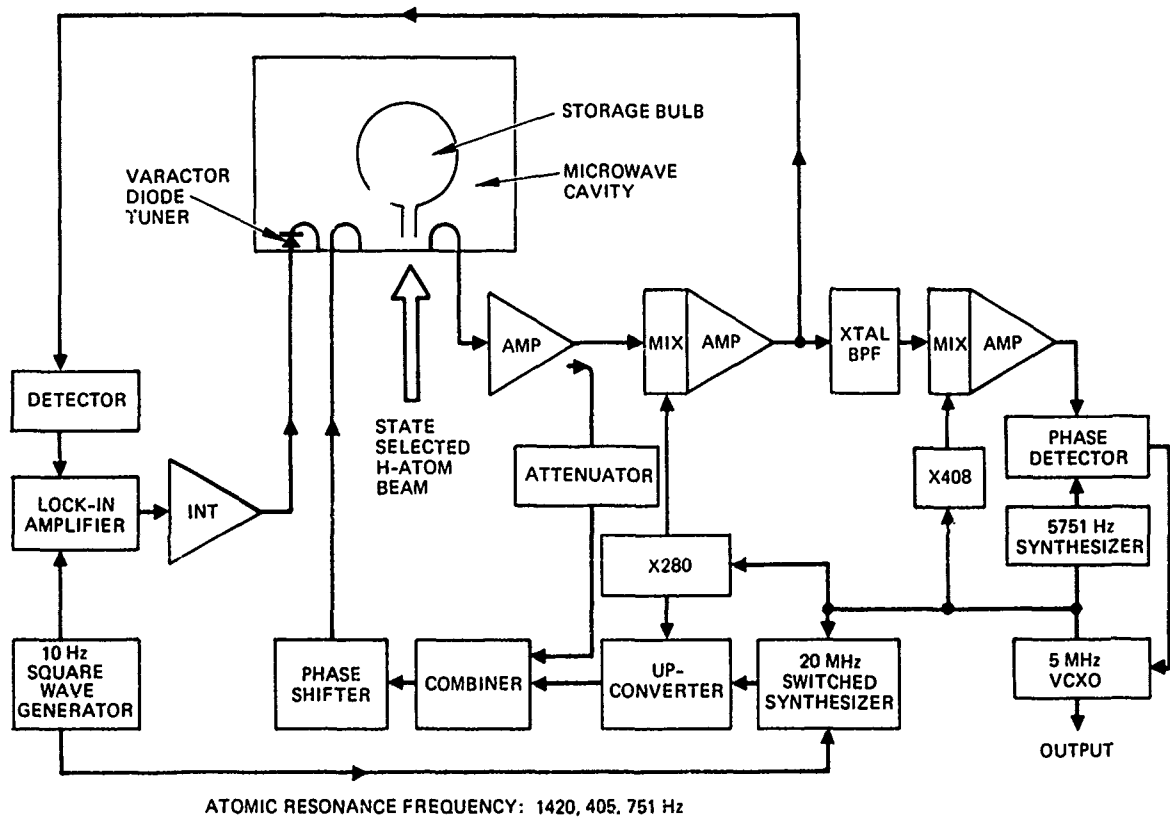 STORAGE BULB
MICROWAVE
CAVITY
VARACTOR
DIODE
TUNER
AMP
MIX
AMP
XTAL
BPF
MIX
AMP
DETECTOR
STATE
SELECTED
H-ATOM
BEAM
ATTENUATOR
PHASE
DETECTOR
X408
LOCK-IN
AMPLIFIER
INT
5751 Hz
SYNTHESIZER
X280
10 Hz
SQUARE
WAVE
GENERATOR
PHASE
SHIFTER
COMBINER
UP-
CONVERTER
20 MHz
SWITCHED
SYNTHESIZER
5 MHz
VCXO
OUTPUT
ATOMIC RESONANCE FREQUENCY: 1420, 405, 751 Hz